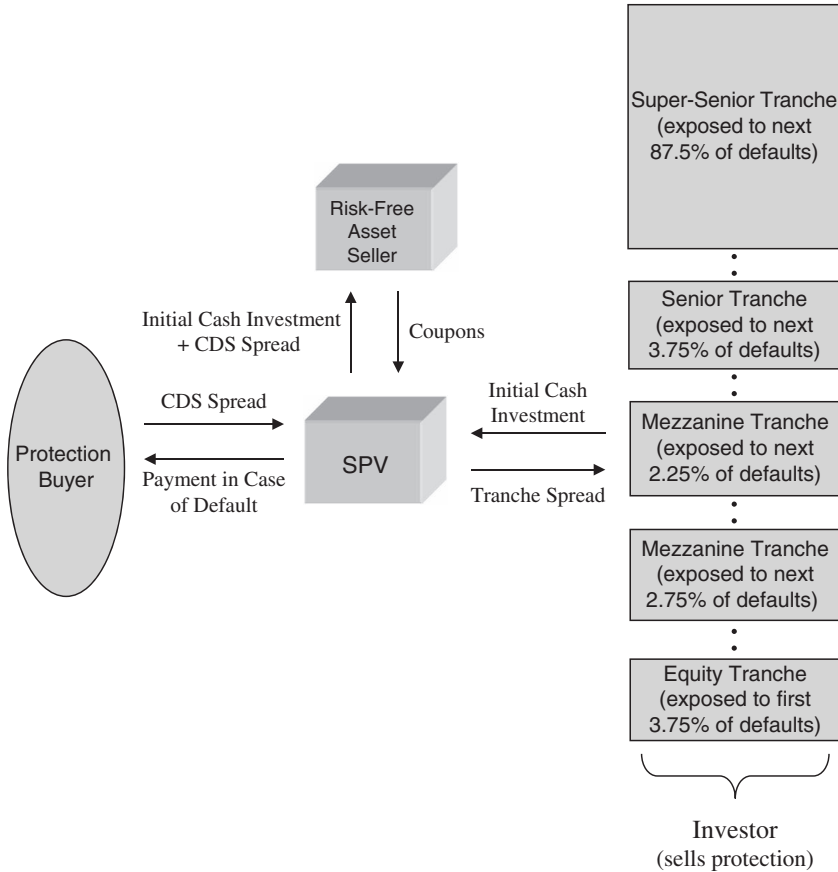 Super-Senior Tranche
(exposed to next
87.5% of defaults)
Risk-Free
Asset
Seller
Initial Cash Investment
+ CDS Spread
Coupons
Senior Tranche
(exposed to next
3.75% of defaults)
Protection
Buyer
CDS Spread
Payment in Case
of Default
SPV
Initial Cash
Investment
Tranche Spread
Mezzanine Tranche
(exposed to next
2.25% of defaults)
Mezzanine Tranche
(exposed to next
2.75% of defaults)
Equity Tranche
(exposed to first
3.75% of defaults)
Investor
(sells protection)